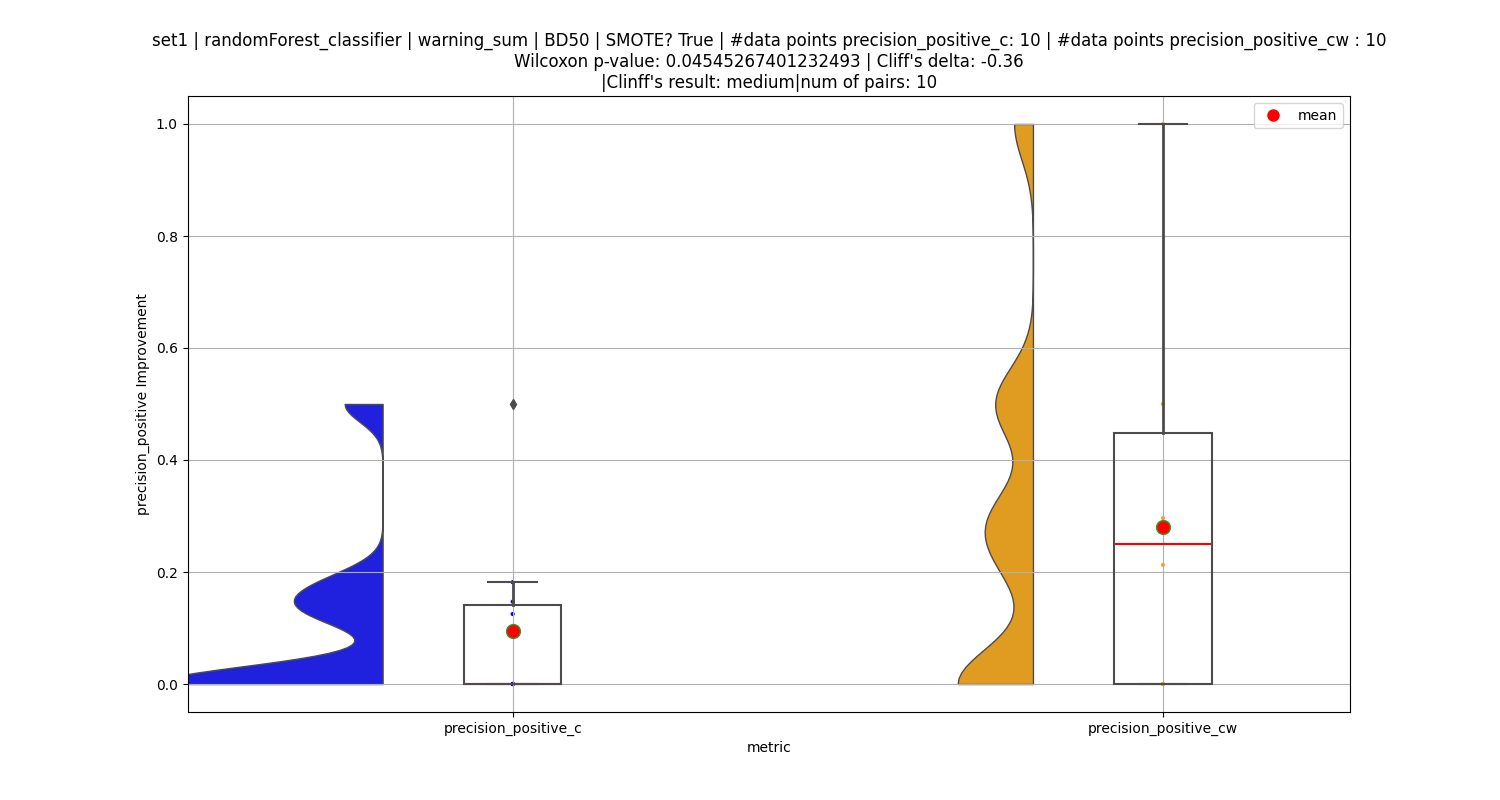 set1 | randomForest_classifier | warning_sum | BD50 | SMOTE? True | #data points precision_positive_c: 10 | #data points precision_positive_cw : 10
Wilcoxon p-value: 0.04545267401232493 | Cliff's delta: -0.36
|Clinff's result: medium|num of pairs: 10
mean
1.0
0.8
0.6
0.4
0.2
0.0
precision_positive Improvement
precision_positive_c
precision_positive_cw
metric